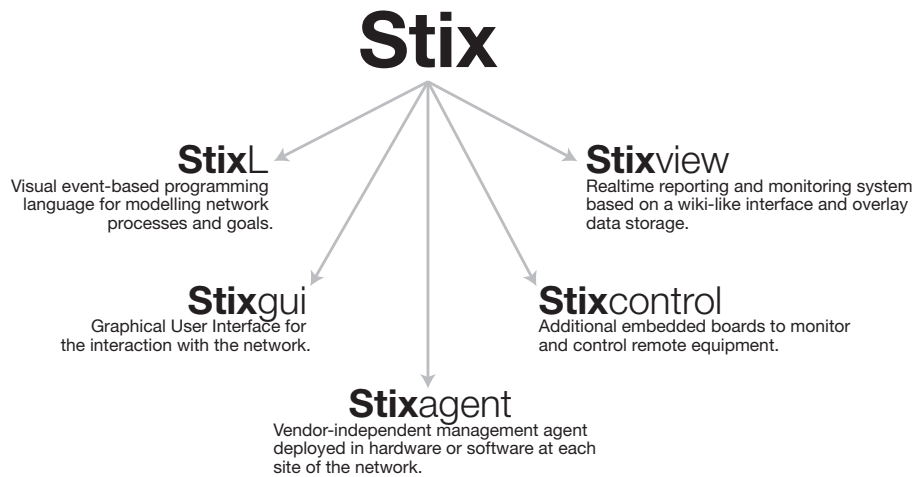 Stix
StixL
Visual event-based programming
language for modelling network
processes and goals.
Stixview
Realtime reporting and monitoring system
based on a wiki-like interface and overlay
data storage.
Stixgui
Graphical User Interface for
the interaction with the network.
Stixcontrol
Additional embedded boards to monitor
and control remote equipment.
Stixagent
Vendor-independent management agent
deployed in hardware or software at each
site of the network.